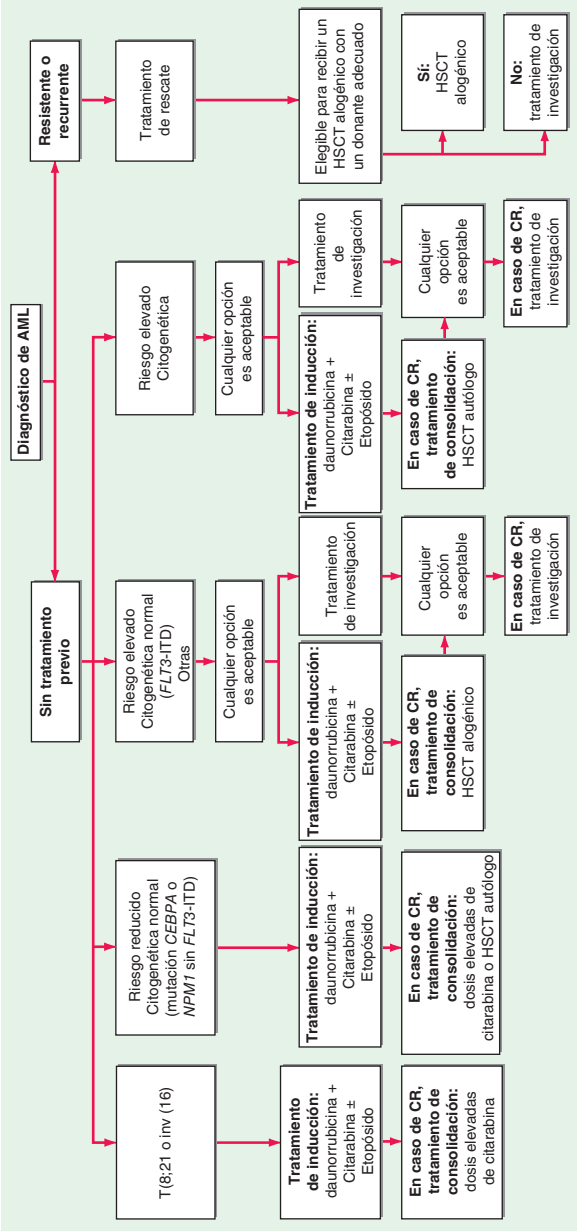 Diagnóstico de AML
Sin tratamiento
previo
Resistente o
recurrente
T(8;21 o inv (16)
Riesgo reducido
Citogenética normal
(mutación CEBPA o
NPM1 sin FLT3-ITD)
Riesgo elevado
Citogenética normal
(FLT3-ITD)
Otras
Riesgo elevado
Citogenética
Tratamiento
de rescate
Cualquier opción
es aceptable
Cualquier opción
es aceptable
Tratamiento
de inducción:
daunorrubicina +
Citarabina ±
Etopósido
Tratamiento de inducción:
daunorrubicina +
Citarabina ±
Etopósido
Tratamiento de inducción:
daunorrubicina +
Citarabina ±
Etopósido
Tratamiento
de investigación
Tratamiento de inducción:
daunorrubicina +
Citarabina ±
Etopósido
Tratamiento
de
investigación
Elegible para recibir un
HSCT alogénico con
un donante adecuado
En caso de CR,
tratamiento de
consolidación:
dosis elevadas
de citarabina
En caso de CR,
tratamiento de
consolidación:
dosis elevadas de
citarabina o HSCT autólogo
En caso de CR,
tratamiento de
consolidación:
HSCT alogénico
Cualquier
opción
es aceptable
En caso de CR,
tratamiento
de consolidación:
HSCT autólogo
Cualquier
opción
es aceptable
Sí:
HSCT
alogénico
No:
tratamiento de
investigación
En caso de CR,
tratamiento de
investigación
En caso de CR,
tratamiento de
investigación